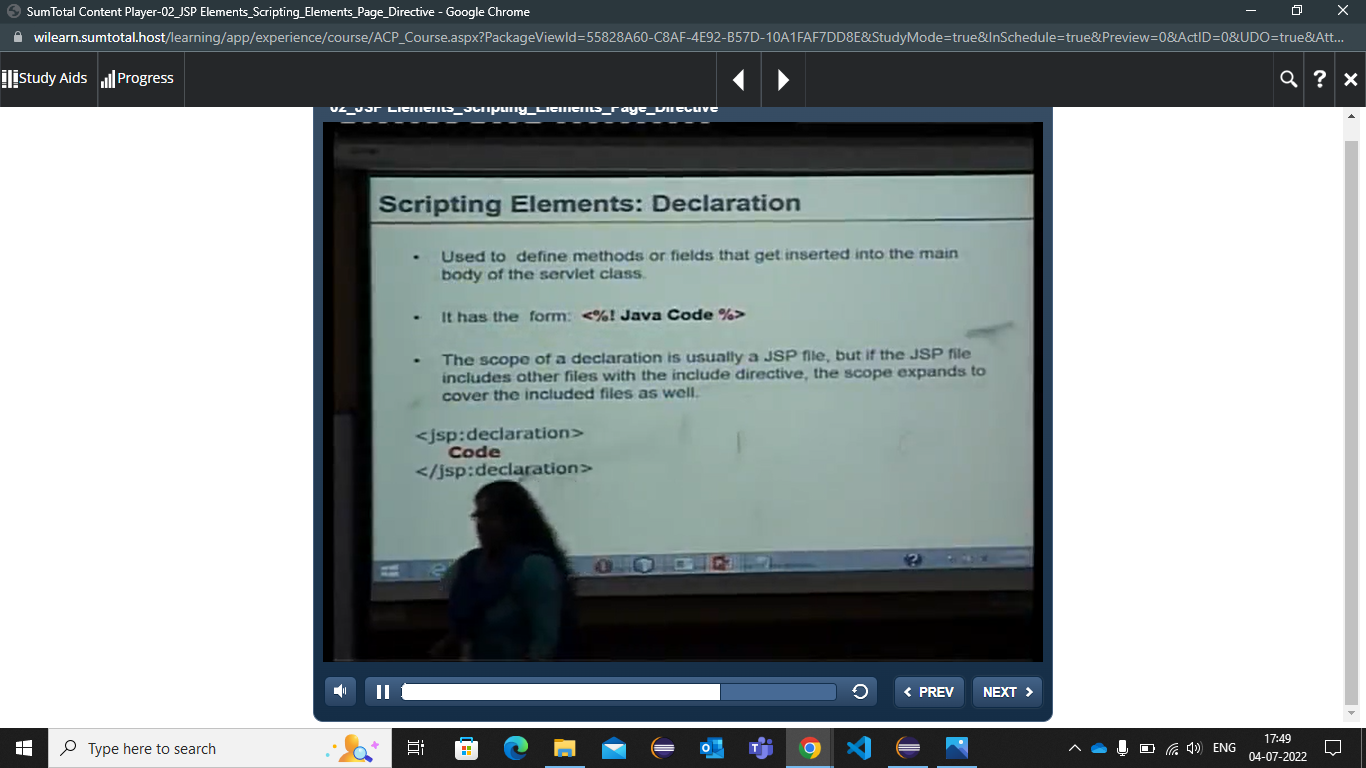 SumTotal Content Player-02_JSP Elements_Scripting_Elements_Page_Directive - Google Chrome
wilearn.sumtotal.host/learning/app/experience/course/ACP_Course.aspx?PackageViewId=55828A60-C8AF-4E92-B57D-10A1FAF7DD8E&StudyMode=true&InSchedule=true&Preview=0&ActID=0&UDO=true&Att...
Study Aids Progress
02_JSP Elements_Scripting_Elements_Page_Directive
Scripting Elements: Declaration
• Used to define methods or fields that get inserted into the main
body of the servlet class.
• It has the form: <%! Java Code %>
• The scope of a declaration is usually a JSP file, but if the JSP file
includes other files with the include directive, the scope expands to
cover the included files as well.
<jsp:declaration>
Code
</jsp:declaration>
PREV NEXT
Type here to search
ENG
17:49
04-07-2022